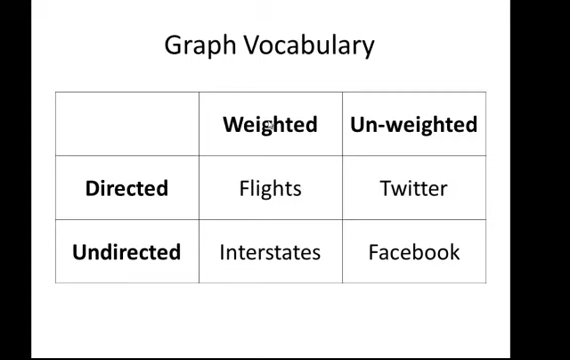 Graph Vocabulary
Weighted Un-weighted
Directed Flights Twitter
Undirected Interstates Facebook